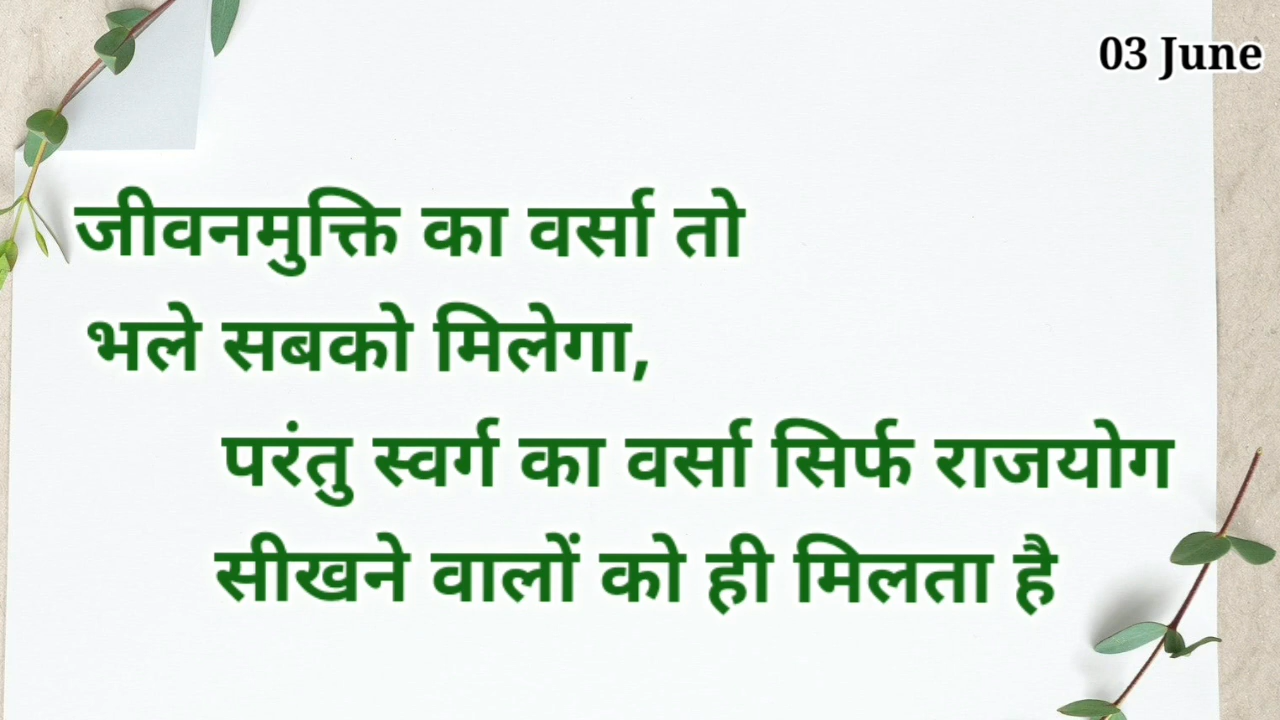 03 June
जीवनमुक्ति का वर्सा तो
भले सबको मिलेगा,
परंतु स्वर्ग का वर्सा सिर्फ राजयोग
सीखने वालों को ही मिलता है